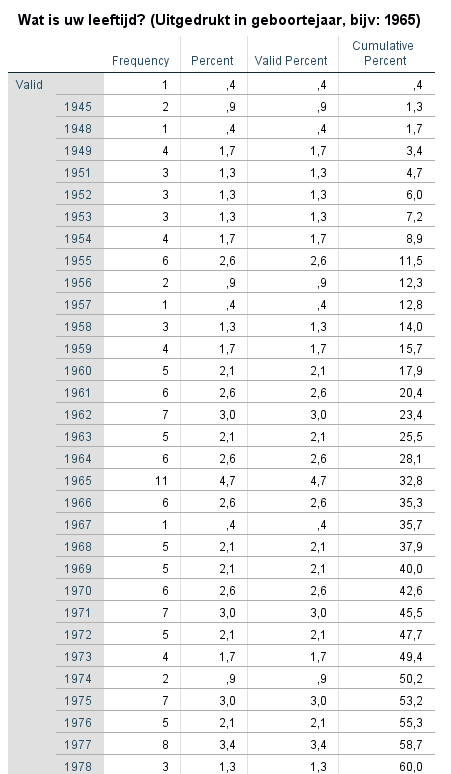 Wat is uw leeftijd? (Uitgedrukt in geboortejaar, bijv: 1965)
Frequency Percent Valid Percent Cumulative Percent
Valid 1 ,4 ,4 ,4
1945 2 ,9 ,9 1,3
1948 1 ,4 ,4 1,7
1949 4 1,7 1,7 3,4
1951 3 1,3 1,3 4,7
1952 3 1,3 1,3 6,0
1953 3 1,3 1,3 7,2
1954 4 1,7 1,7 8,9
1955 6 2,6 2,6 11,5
1956 2 ,9 ,9 12,3
1957 1 ,4 ,4 12,8
1958 3 1,3 1,3 14,0
1959 4 1,7 1,7 15,7
1960 5 2,1 2,1 17,9
1961 6 2,6 2,6 20,4
1962 7 3,0 3,0 23,4
1963 5 2,1 2,1 25,5
1964 6 2,6 2,6 28,1
1965 11 4,7 4,7 32,8
1966 6 2,6 2,6 35,3
1967 1 ,4 ,4 35,7
1968 5 2,1 2,1 37,9
1969 5 2,1 2,1 40,0
1970 6 2,6 2,6 42,6
1971 7 3,0 3,0 45,5
1972 5 2,1 2,1 47,7
1973 4 1,7 1,7 49,4
1974 2 ,9 ,9 50,2
1975 7 3,0 3,0 53,2
1976 5 2,1 2,1 55,3
1977 8 3,4 3,4 58,7
1978 3 1,3 1,3 60,0